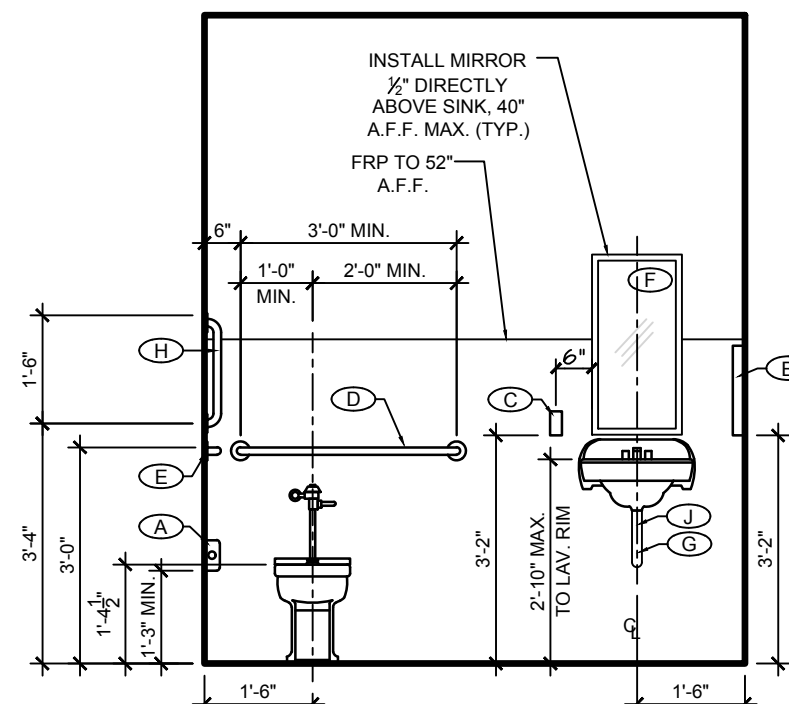 INSTALL MIRROR
½" DIRECTLY
ABOVE SINK, 40"
A.F.F. MAX. (TYP.)
FRP TO 52"
A.F.F.
6"
3'-0" MIN.
1'-0"
MIN.
2'-0" MIN.
F
1'-6"
H
6"
B
C
D
E
A
J
G
3'-4"
3'-0"
1'-4½"
1'-3" MIN.
3'-2"
2'-10" MAX.
TO LAV. RIM
3'-2"
CL
1'-6"
1'-6"